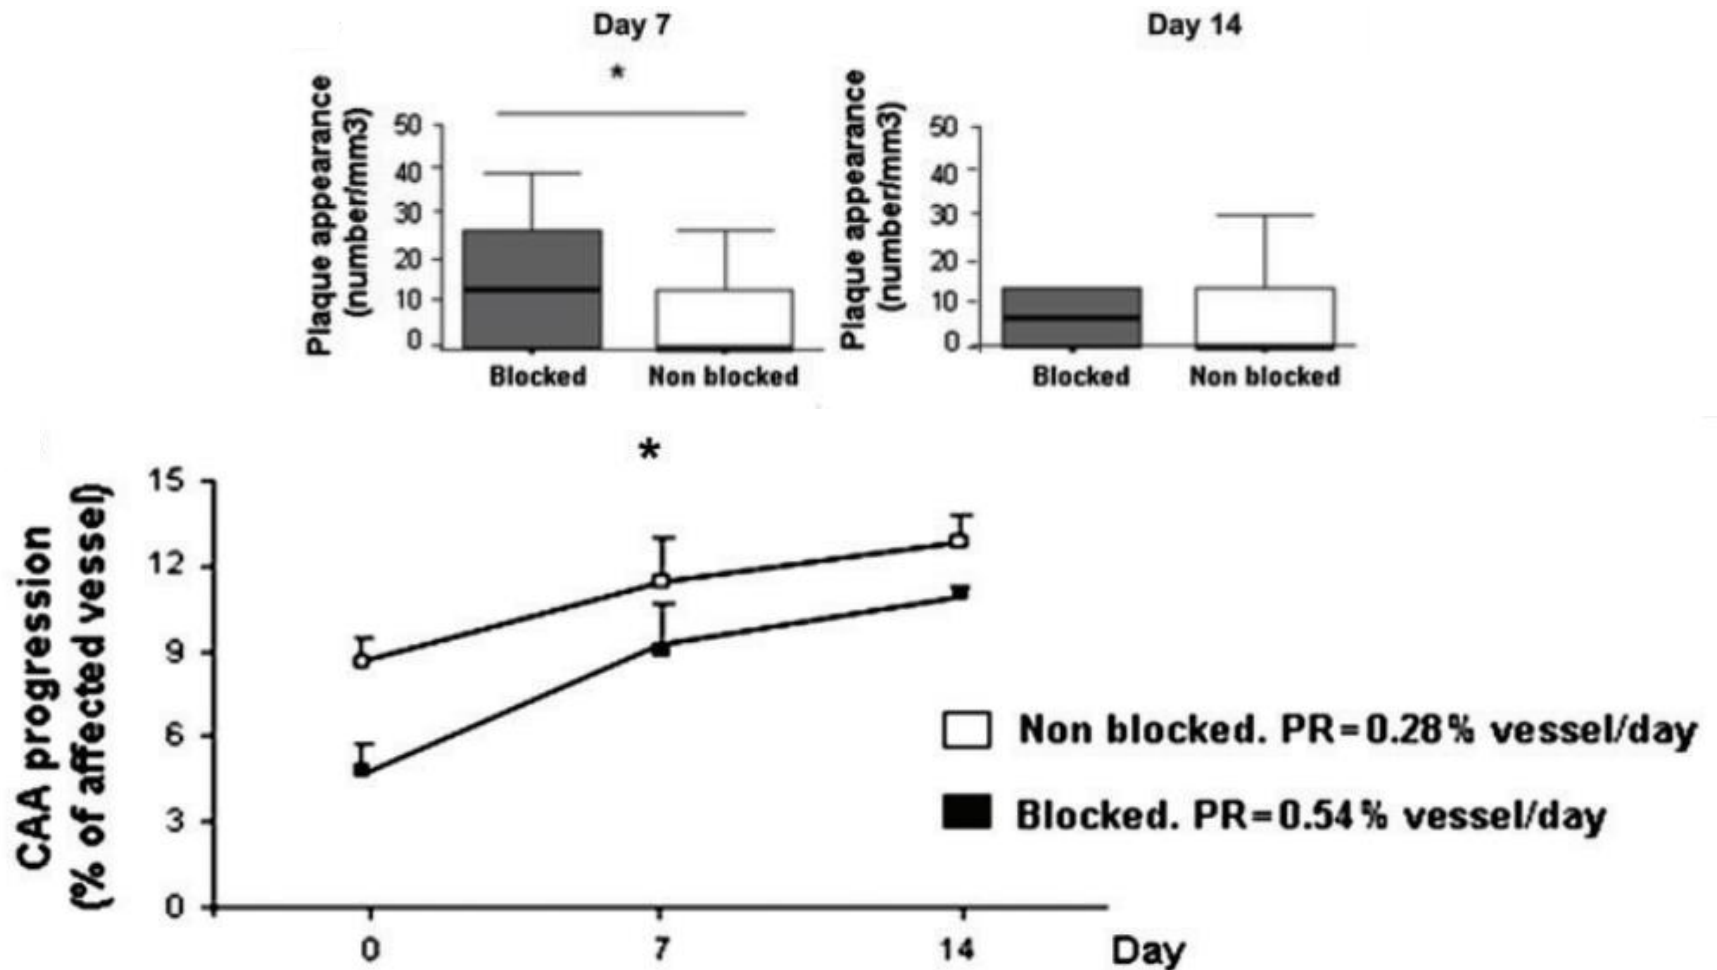 Day 7
Day 14
*
Plaque appearance
(number/mm3)
50
40
30
20
10
0
Blocked
Non blocked
Plaque appearance
(number/mm3)
50
40
30
20
10
0
Blocked
Non blocked
*
CAA progression
(% of affected vessel)
15
12
9
6
3
0
0
7
14
Day
Non blocked. PR=0.28% vessel/day
Blocked. PR=0.54% vessel/day